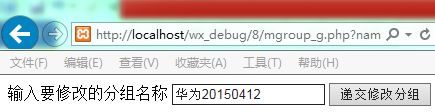 http://localhost/wx_debug/8/mgroup_g.php?nam
文件(F) 编辑(E) 查看(V) 收藏夹(A) 工具(T) 帮助(H)
输入要修改的分组名称 华为20150412 递交修改分组